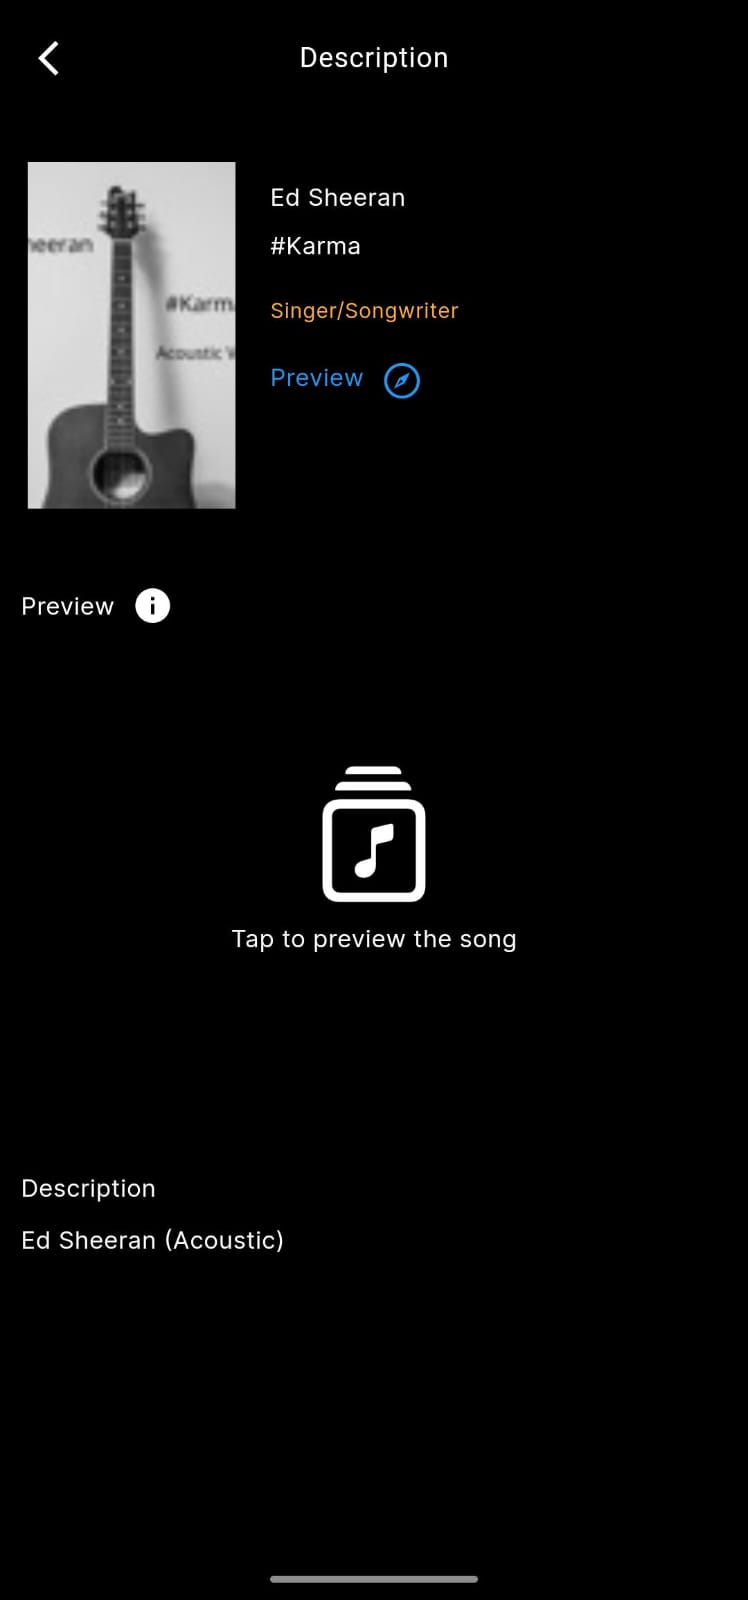 Description
heeran
#Karma
Acoustic V
Ed Sheeran
#Karma
Singer/Songwriter
Preview
Preview
Tap to preview the song
Description
Ed Sheeran (Acoustic)